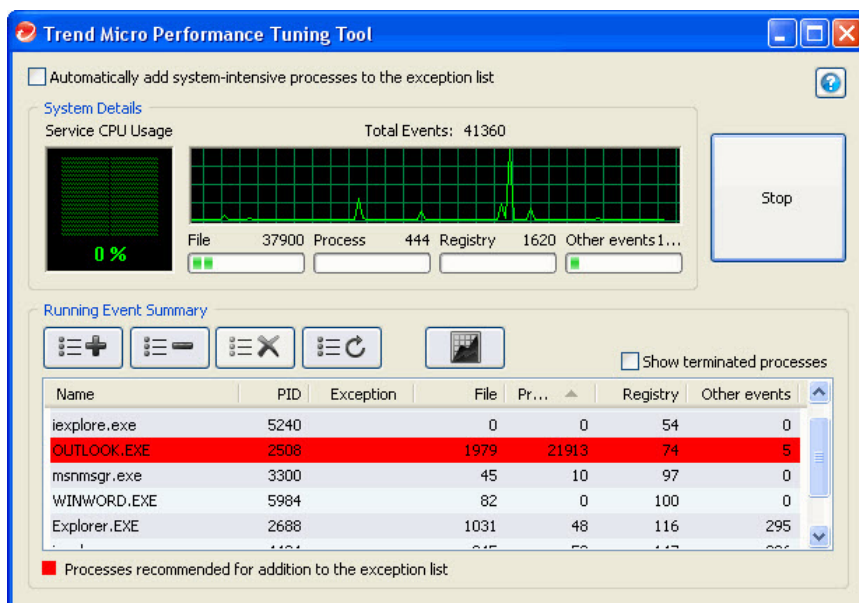 Trend Micro Performance Tuning Tool
Automatically add system-intensive processes to the exception list
System Details
Service CPU Usage
Total Events: 41360
Stop
0 %
File 37900 Process 444 Registry 1620 Other events1...
Running Event Summary
Show terminated processes
Name PID Exception File Pr... Registry Other events
iexplore.exe 5240 0 0 54 0
OUTLOOK.EXE 2508 1979 21913 74 5
msnmsgr.exe 3300 45 10 97 0
WINWORD.EXE 5984 82 0 100 0
Explorer.EXE 2688 1031 48 116 295
Processes recommended for addition to the exception list